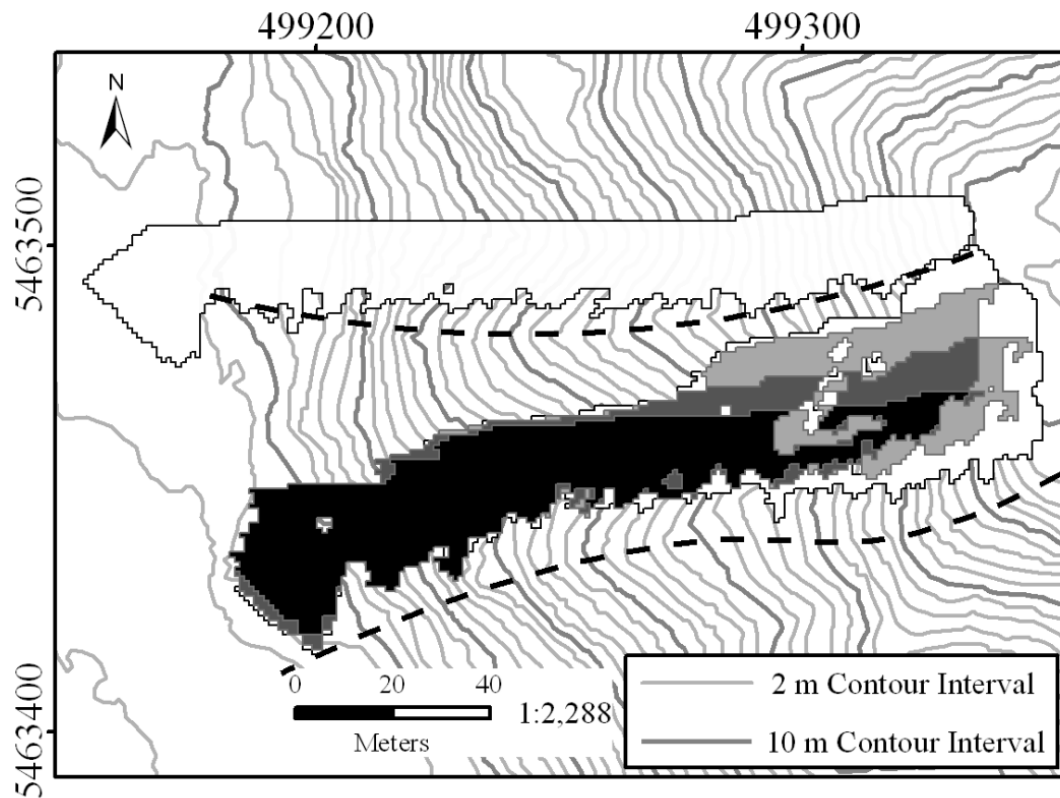 499200 499300
N
5463500
5463400
0 20 40
1:2,288
Meters
2 m Contour Interval
10 m Contour Interval